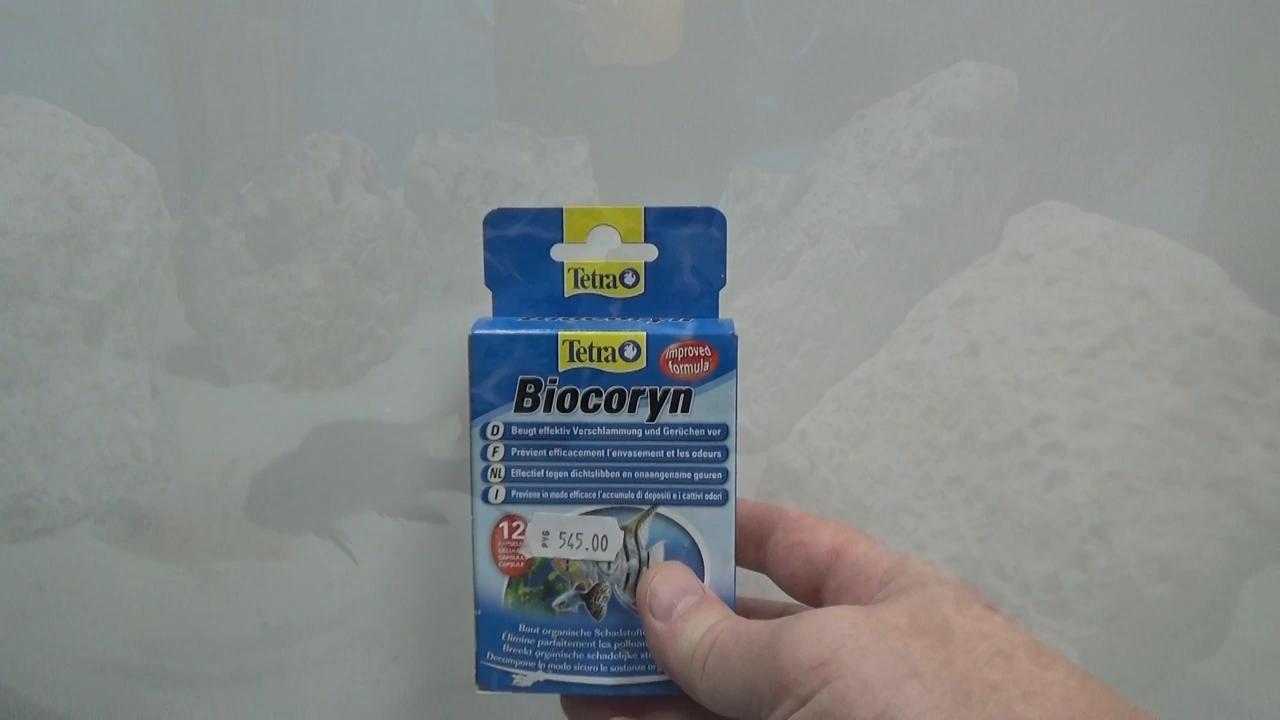 Tetra
Tetra
Improved
formula
Biocoryn
D Beugt effektiv Verschlammung und Gerüchen vor
F Prévient efficacement l'envasement et les odeurs
NL Effectief tegen dichtslibben en onaangename geuren
I Previene in modo efficace l'accumulo di depositi e i cattivi odori
12
РУБ 545.00
CAPSULE
Baut organische Schadstoffe
Élimine parfaitement les
Breekt organische schadelijke
Decompone in modo sicuro le sostanze